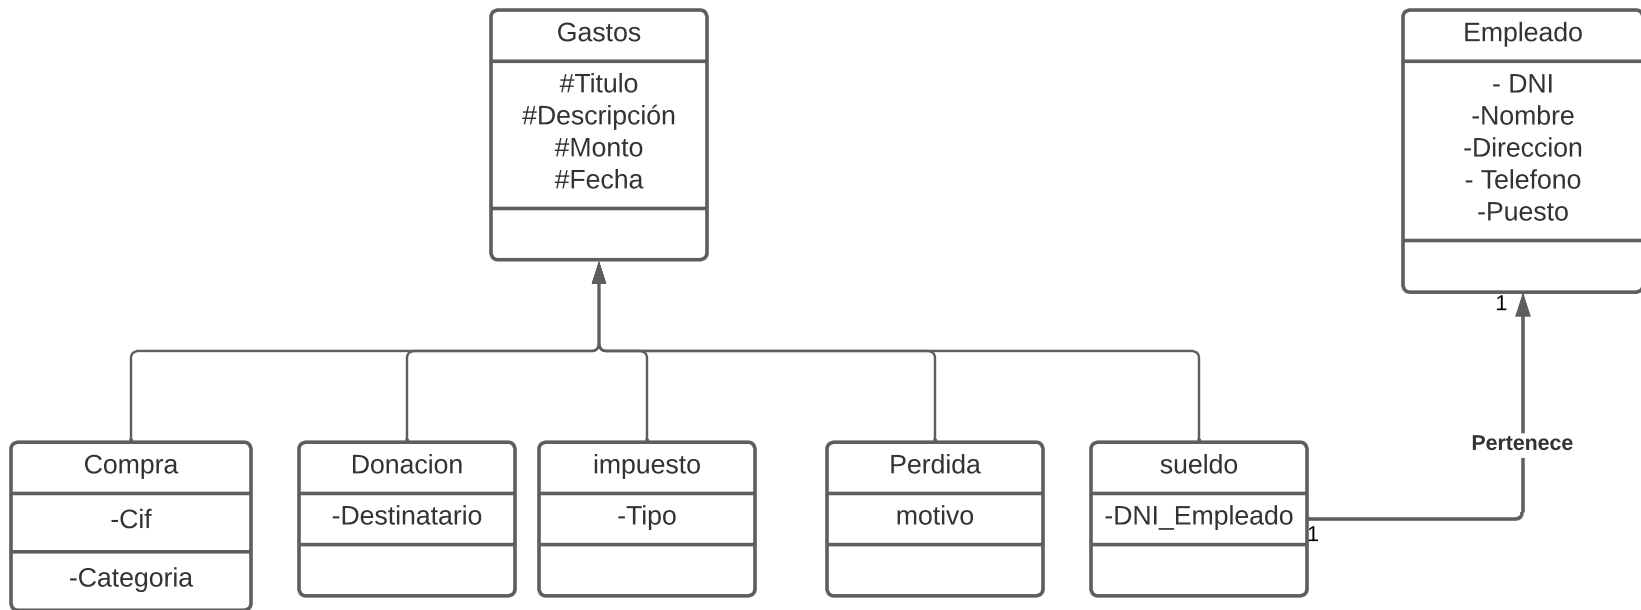 Gastos
#Titulo
#Descripción
#Monto
#Fecha
Empleado
- DNI
-Nombre
-Direccion
- Telefono
-Puesto
1
Pertenece
Compra
-Cif
-Categoria
Donacion
-Destinatario
impuesto
-Tipo
Perdida
motivo
sueldo
-DNI_Empleado
1